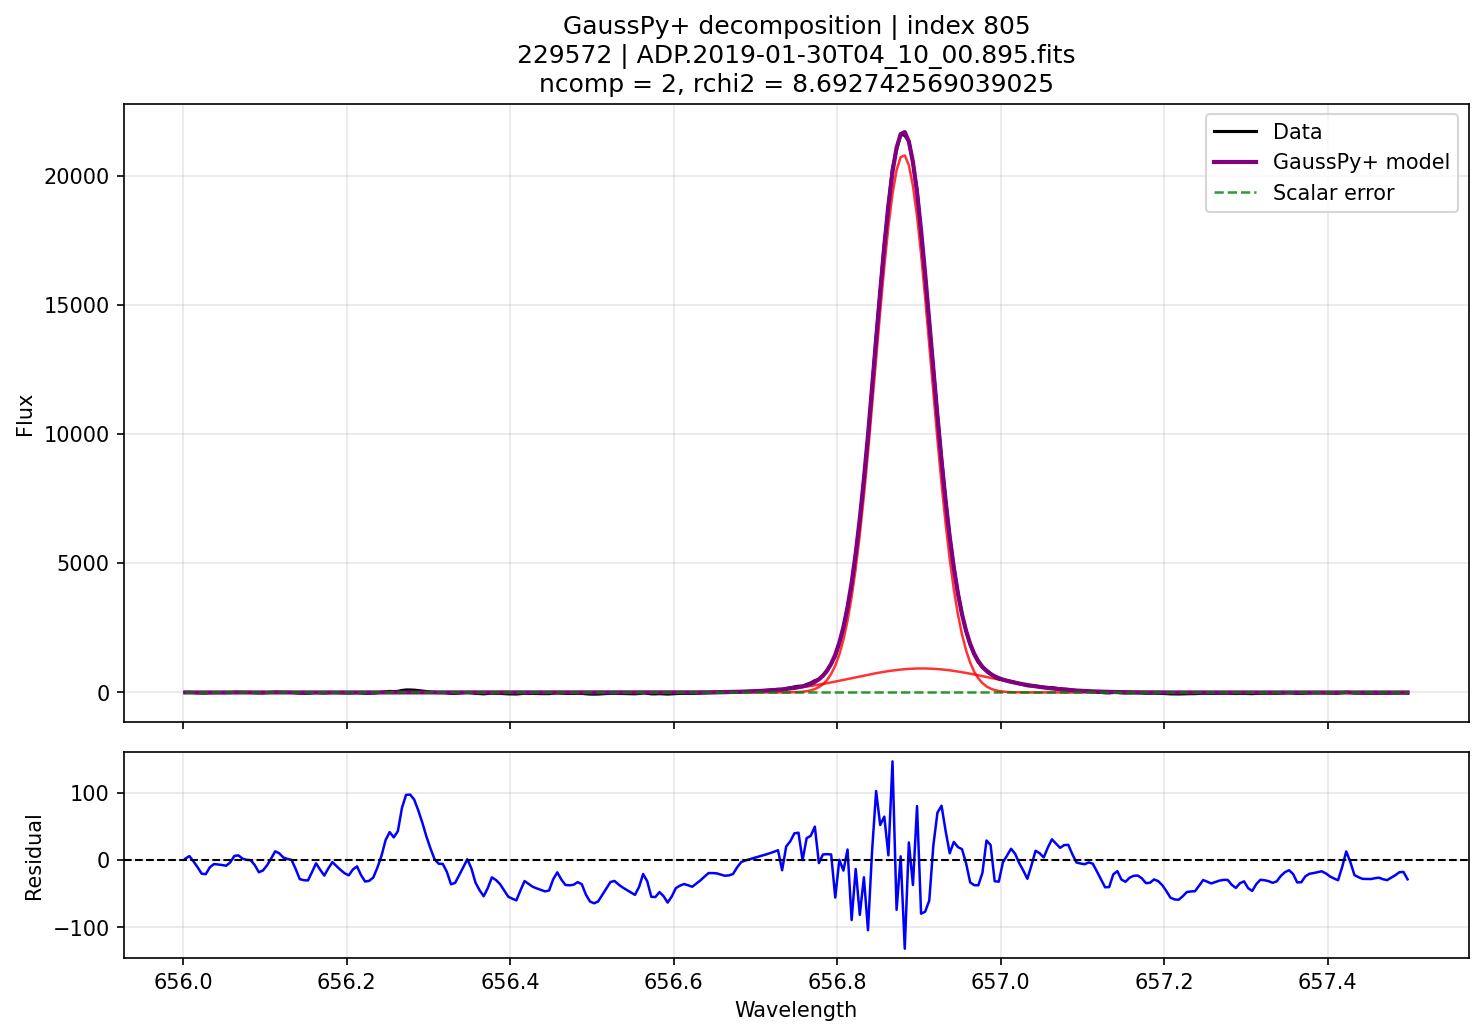 GaussPy+ decomposition | index 805
229572 | ADP.2019-01-30T04_10_00.895.fits
ncomp = 2, rchi2 = 8.692742569039025
Data
GaussPy+ model
Scalar error
Flux
20000
15000
10000
5000
0
Residual
100
0
−100
656.0 656.2 656.4 656.6 656.8 657.0 657.2 657.4
Wavelength